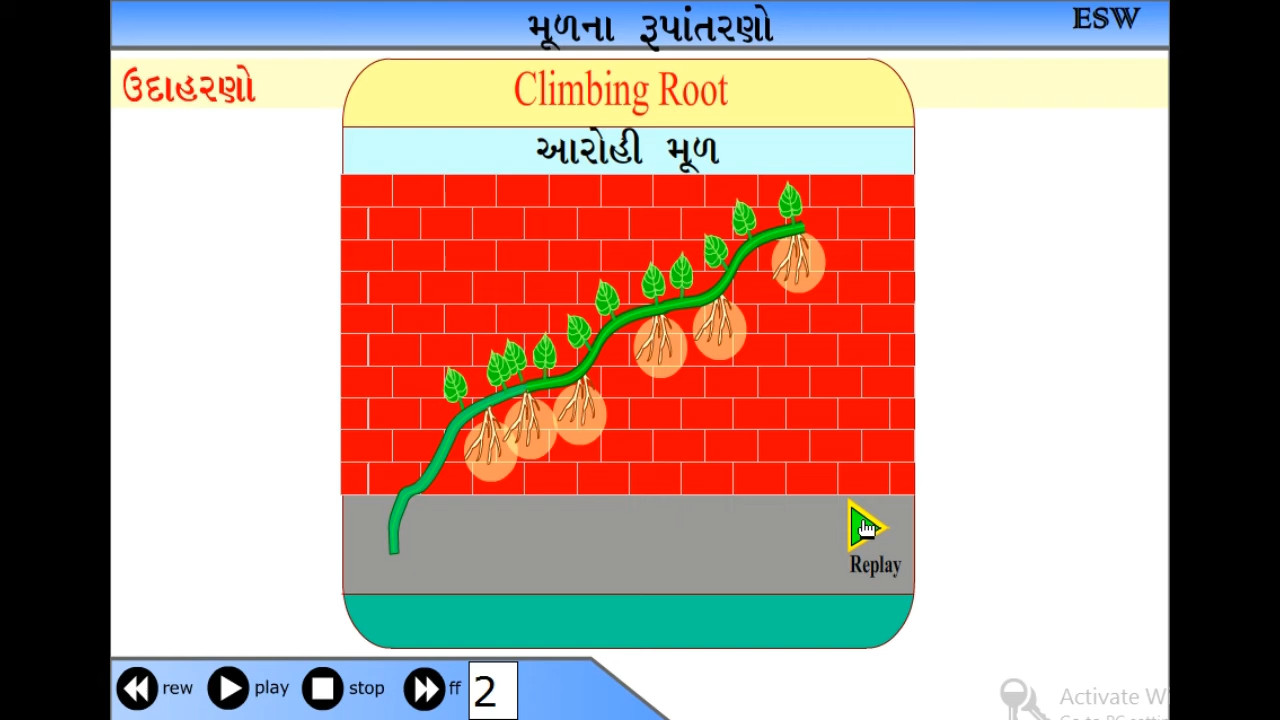 મૂળના રૂપાંતરણો
ESW
ઉદાહરણો
Climbing Root
આરોહી મૂળ
Replay
rew play stop ff 2
Activate W